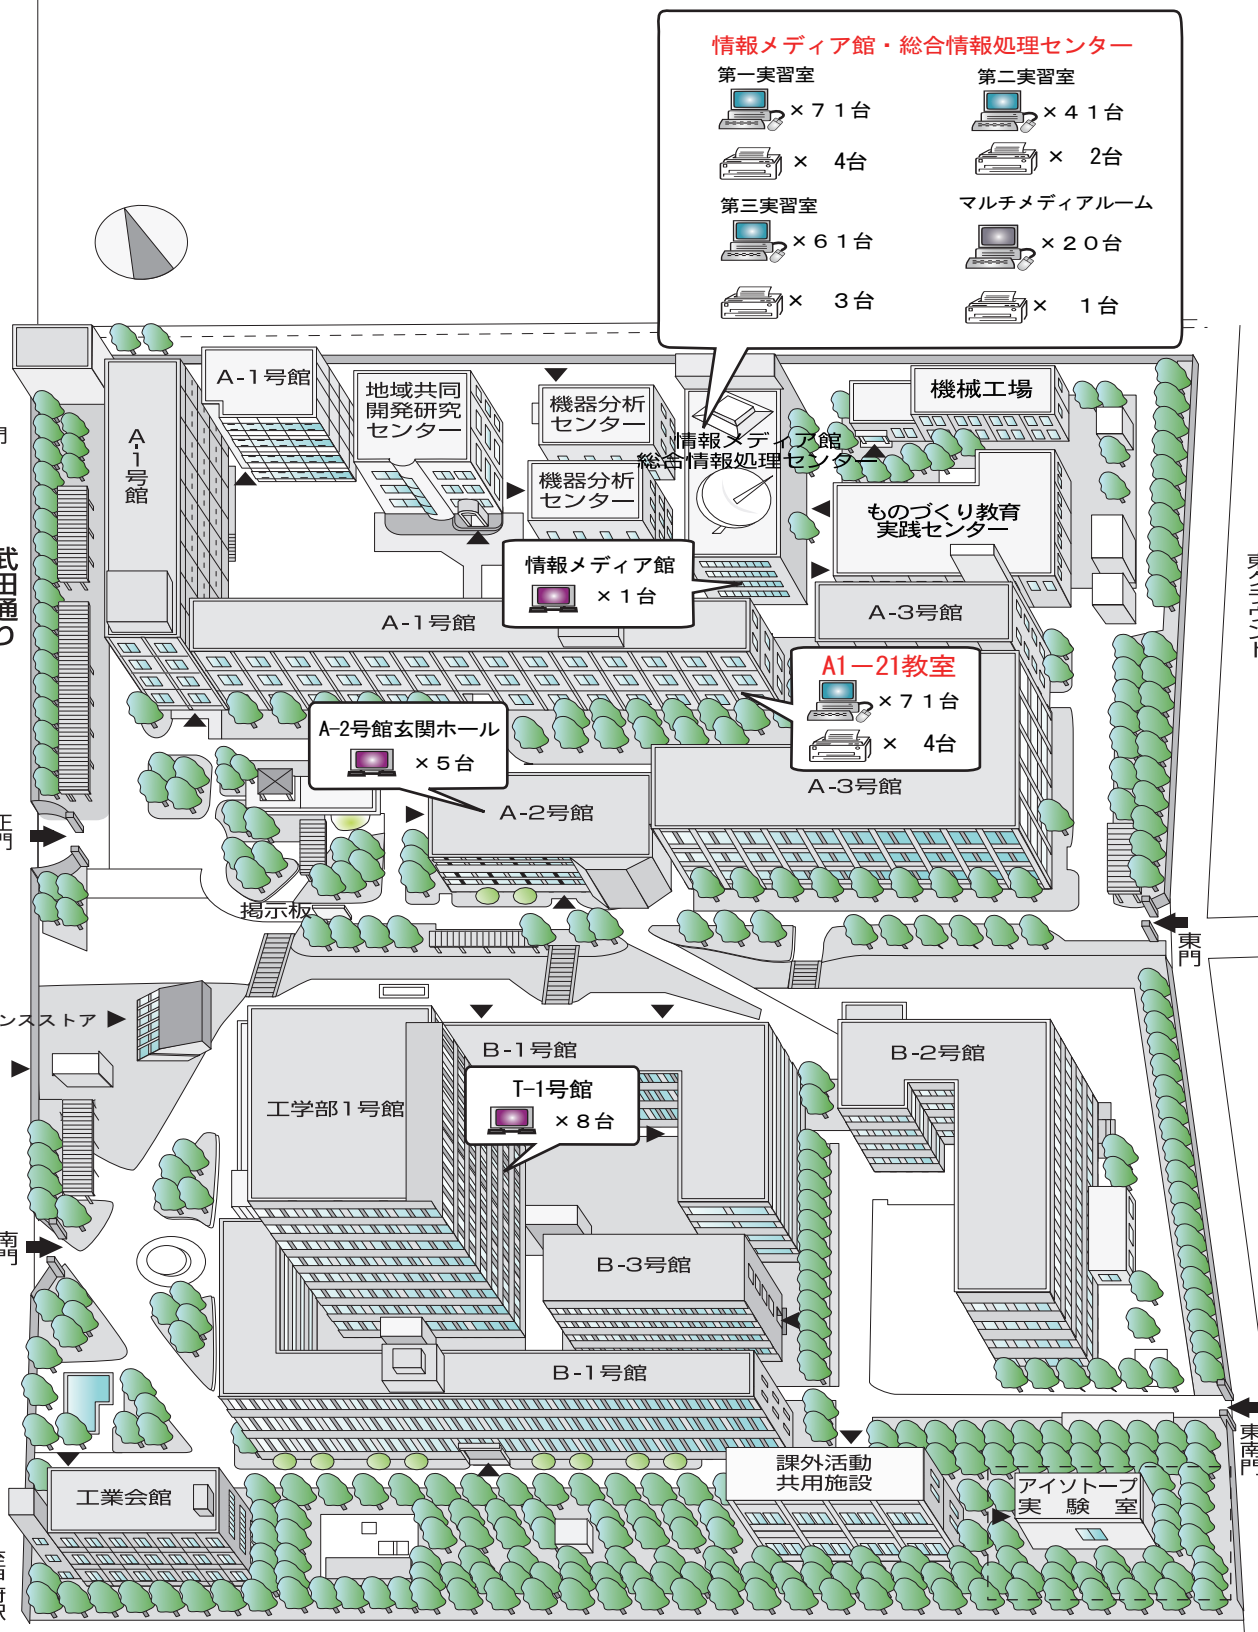 情報メディア館・総合情報処理センター
第一実習室
×７１台
× 4台
第二実習室
×４１台
× 2台
第三実習室
×６１台
× ３台
マルチメディアルーム
×２０台
× １台
A-1号館
地域共同
開発研究
センター
機器分析
センター
機器分析
センター
情報メディア館
総合情報処理センター
機械工場
ものづくり教育
実践センター
A-1号館
武田通り
情報メディア館
×１台
A-1号館
A-3号館
A1－21教室
×７１台
× 4台
A-2号館玄関ホール
×５台
A-2号館
A-3号館
正門
掲示板
東門
ンスストア
B-1号館
B-2号館
工学部１号館
T-1号館
×８台
南門
B-3号館
B-1号館
東南門
課外活動
共用施設
工業会館
アイソトープ
実験室